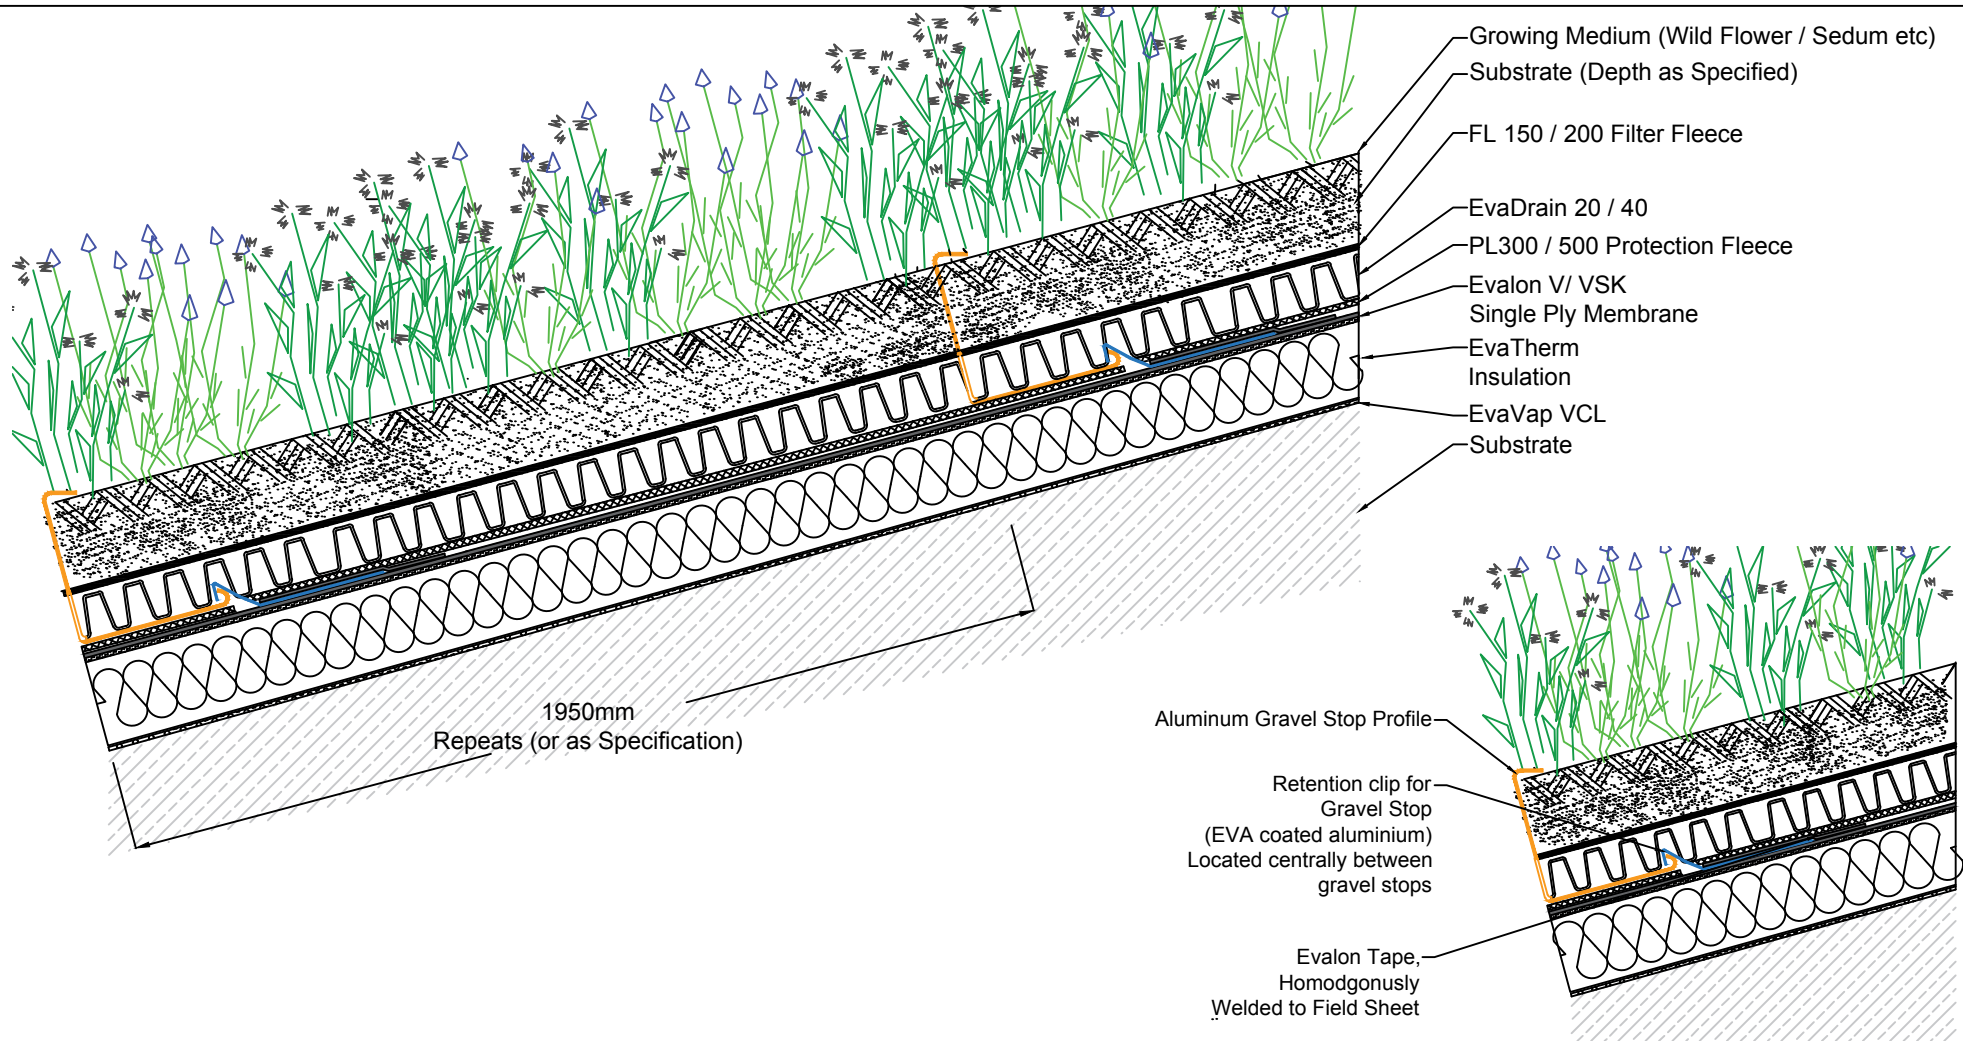 Growing Medium (Wild Flower / Sedum etc)
Substrate (Depth as Specified)
FL 150 / 200 Filter Fleece
EvaDrain 20 / 40
PL300 / 500 Protection Fleece
Evalon V/ VSK
Single Ply Membrane
EvaTherm
Insulation
EvaVap VCL
Substrate
1950mm
Repeats (or as Specification)
Aluminum Gravel Stop Profile
Retention clip for
Gravel Stop
(EVA coated aluminium)
Located centrally between
gravel stops
Evalon Tape,
Homodgonusly
Welded to Field Sheet